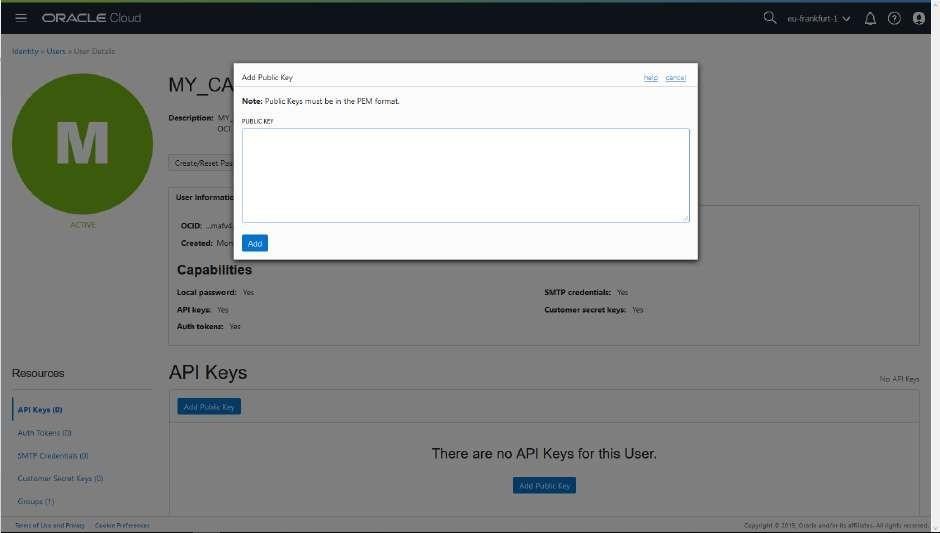 ORACLE Cloud
eu-frankfurt-1
Identity » Users » User Details
Add Public Key
help cancel
Note: Public Keys must be in the PEM format.
PUBLIC KEY
Add
M
ACTIVE
MY_CA
Description: MY_
OCI
Create/Reset Pas
User Informatio
OCID: ...mafv4
Created: Mon
Capabilities
Local password: Yes
SMTP credentials: Yes
API keys: Yes
Customer secret keys: Yes
Auth tokens: Yes
Resources
API Keys (0)
Auth Tokens (0)
SMTP Credentials (0)
Customer Secret Keys (0)
Groups (1)
API Keys
No API Keys
Add Public Key
There are no API Keys for this User.
Add Public Key
Terms of Use and Privacy Cookie Preferences
Copyright © 2019, Oracle and/or its affiliates. All rights reserved.